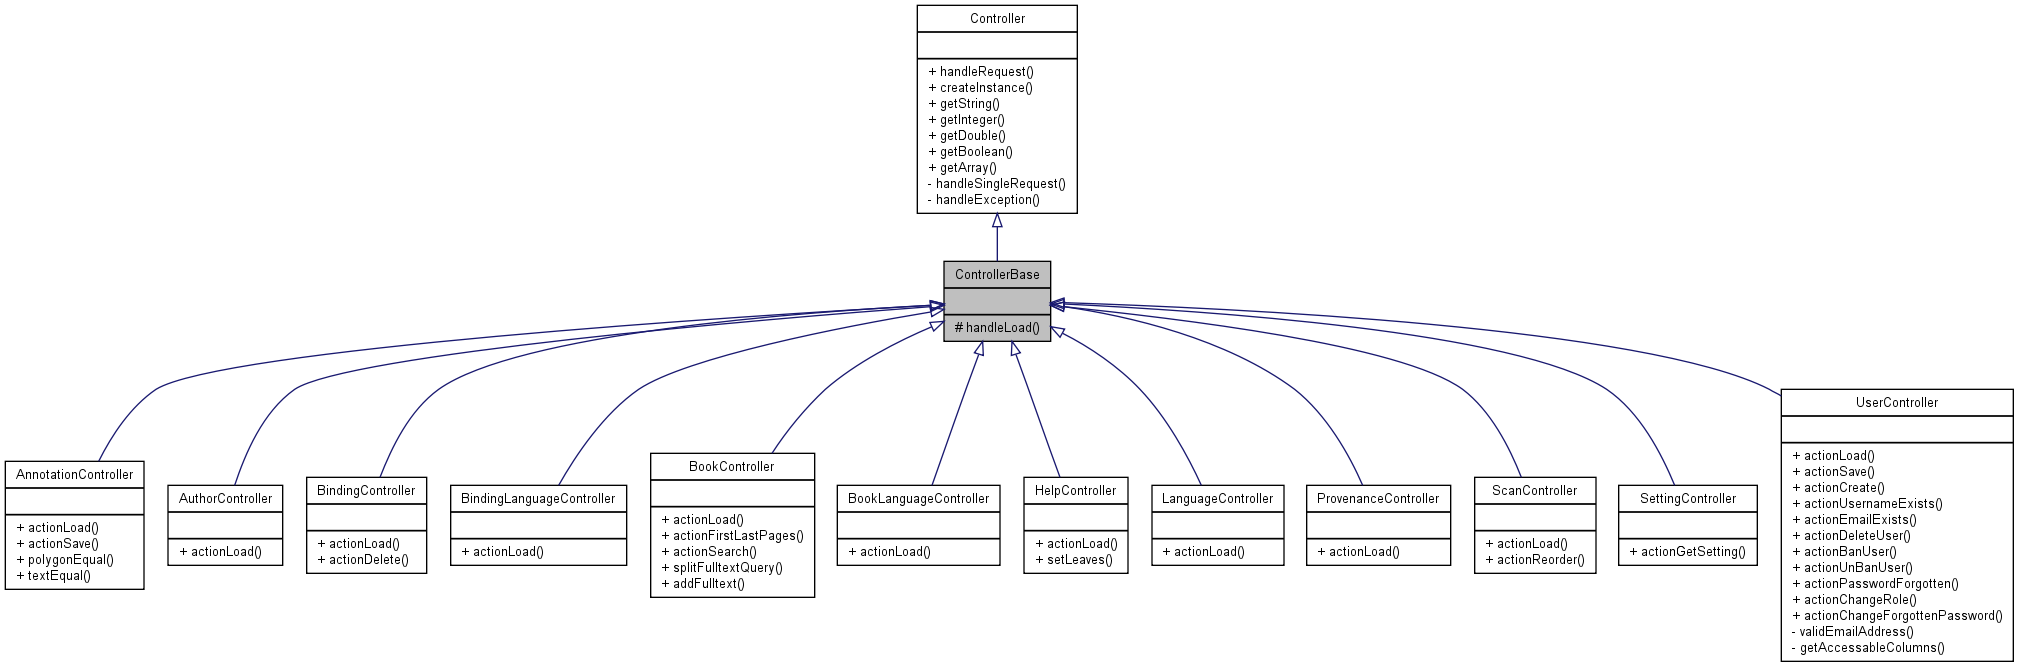 Controller
+ handleRequest()
+ createInstance()
+ getString()
+ getInteger()
+ getDouble()
+ getBoolean()
+ getArray()
- handleSingleRequest()
- handleException()
ControllerBase
# handleLoad()
AnnotationController
+ actionLoad()
+ actionSave()
+ polygonEqual()
+ textEqual()
AuthorController
+ actionLoad()
BindingController
+ actionLoad()
+ actionDelete()
BindingLanguageController
+ actionLoad()
BookController
+ actionLoad()
+ actionFirstLastPages()
+ actionSearch()
+ splitFulltextQuery()
+ addFulltext()
BookLanguageController
+ actionLoad()
HelpController
+ actionLoad()
+ setLeaves()
LanguageController
+ actionLoad()
ProvenanceController
+ actionLoad()
ScanController
+ actionLoad()
+ actionReorder()
SettingController
+ actionGetSetting()
UserController
+ actionLoad()
+ actionSave()
+ actionCreate()
+ actionUsernameExists()
+ actionEmailExists()
+ actionDeleteUser()
+ actionBanUser()
+ actionUnBanUser()
+ actionPasswordForgotten()
+ actionChangeRole()
+ actionChangeForgottenPassword()
- validEmailAddress()
- getAccessableColumns()